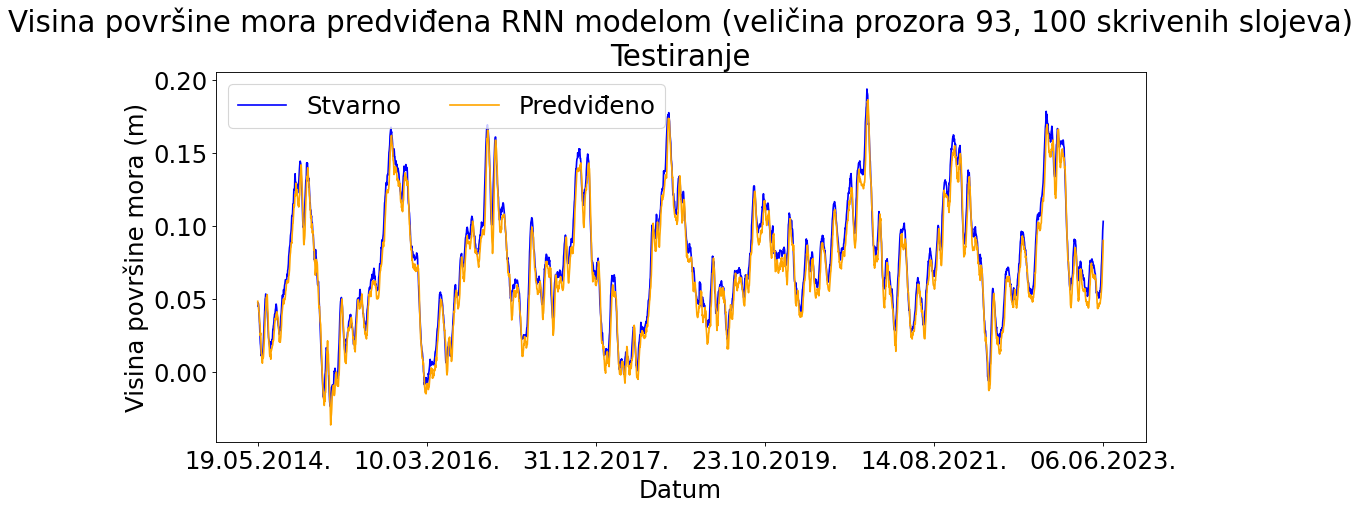 Visina površine mora predviđena RNN modelom (veličina prozora 93, 100 skrivenih slojeva)
Testiranje
Stvarno
Predviđeno
Visina površine mora (m)
0.20
0.15
0.10
0.05
0.00
19.05.2014.
10.03.2016.
31.12.2017.
23.10.2019.
14.08.2021.
06.06.2023.
Datum